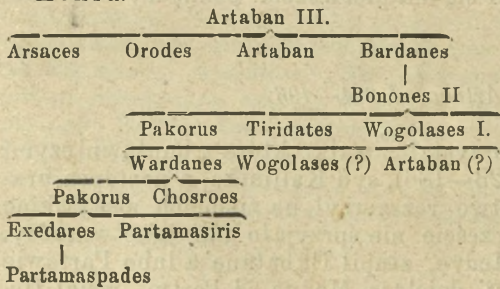 Artaban III.
Arsaces Orodes Artaban Bardanes
Bonones II
Pakorus Tiridates Wogolases I.
Wardanes Wogolases (?) Artaban (?)
Pakorus Chosroes
Exedares Partamasiris
Partamaspades